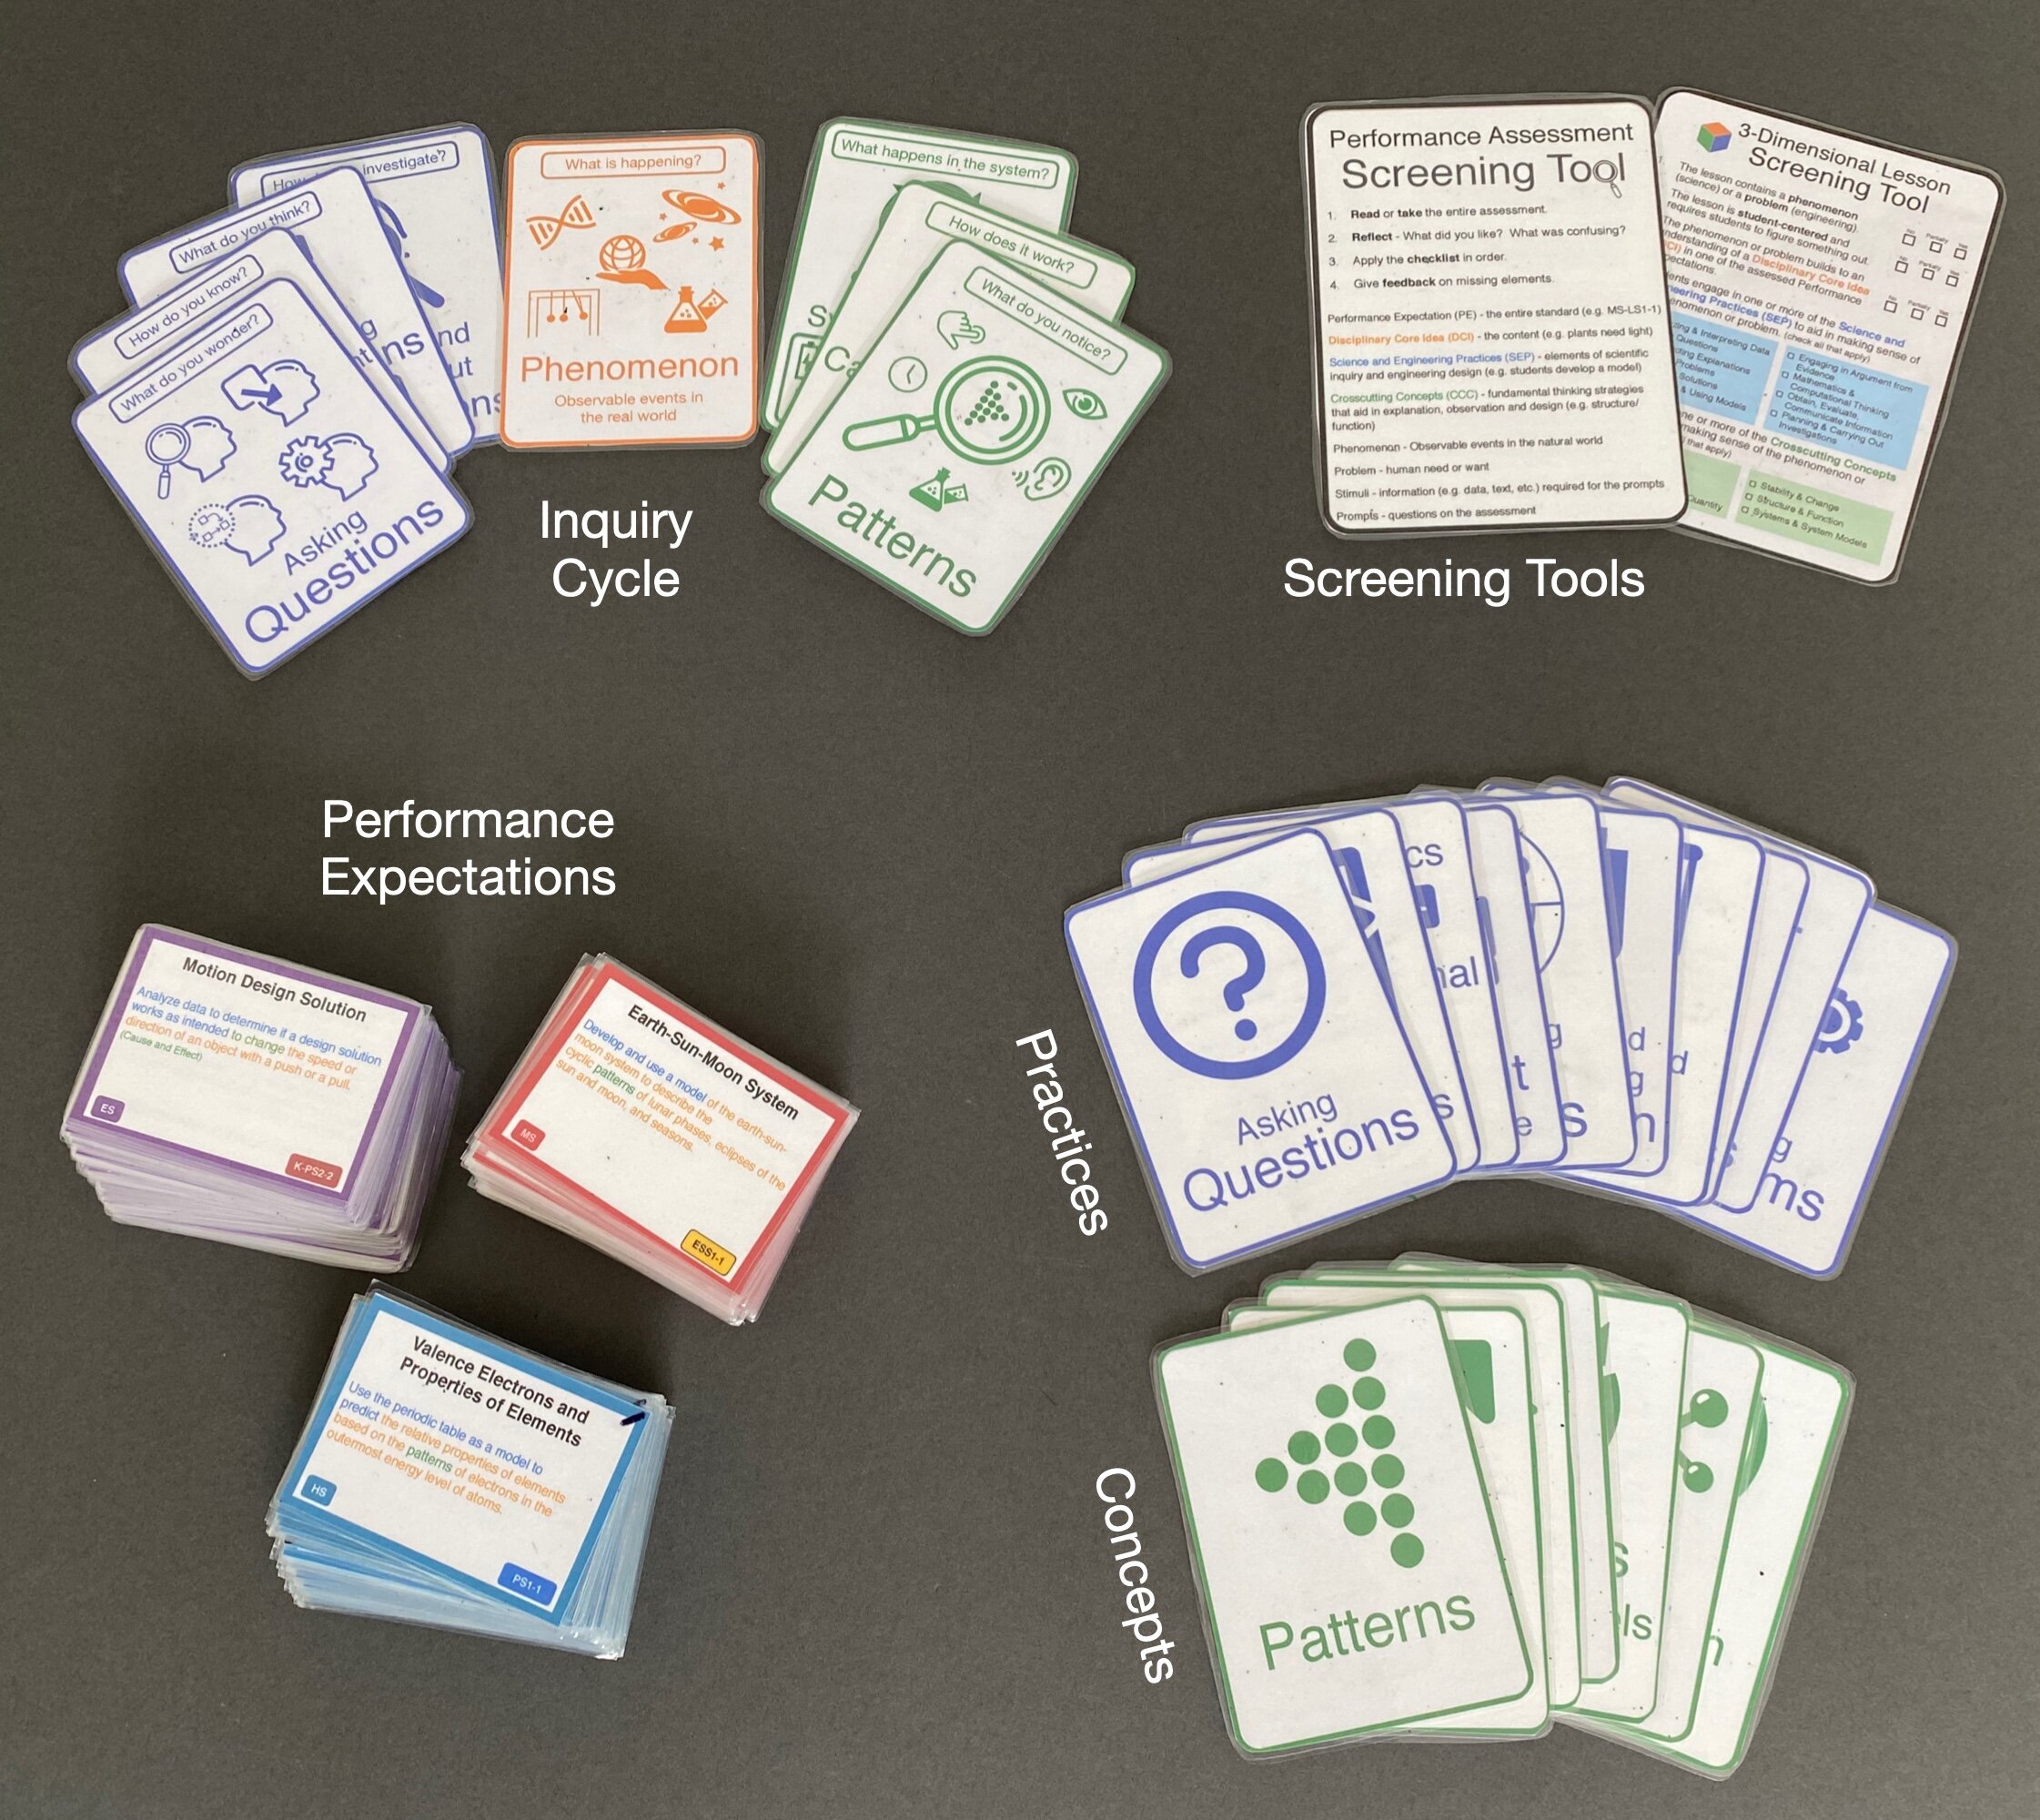 How investigate?
What do you think?
How do you know?
What do you wonder?
Asking
Questions
What is happening?
Phenomenon
Observable events in
the real world
What happens in the system?
How does it work?
What do you notice?
Patterns
Inquiry
Cycle
Performance Assessment
Screening Tool
1. Read or take the entire assessment.
2. Reflect - What did you like? What was confusing?
3. Apply the checklist in order.
4. Give feedback on missing elements.
Performance Expectation (PE) - the entire standard (e.g. MS-LS1-1)
Disciplinary Core Idea (DCI) - the content (e.g. plants need light)
Science and Engineering Practices (SEP) - elements of scientific
inquiry and engineering design (e.g. students develop a model)
Crosscutting Concepts (CCC) - fundamental thinking strategies
that aid in explanation, observation and design (e.g. structure/
function)
Phenomenon - Observable events in the natural world
Problem - human need or want
Stimuli - information (e.g. data, text, etc.) required for the prompts
Prompts - questions on the assessment
3-Dimensional Lesson
Screening Tool
The lesson contains a phenomenon
(science) or a problem (engineering).
The lesson is student-centered and
requires students to figure something out.
The phenomenon or problem builds to an
understanding of a Disciplinary Core Idea
in one of the assessed Performance
engage in one or more of the Science and
Practices (SEP) to aid in making sense of
or problem. (check all that apply)
& Interpreting Data
Questions
Explanations
Problems
Solutions
& Using Models
Engaging in Argument from
Evidence
Mathematics &
Computational Thinking
Obtain, Evaluate,
Communicate Information
Planning & Carrying Out
Investigations
one or more of the Crosscutting Concepts
making sense of the phenomenon or
that apply)
Quantity
Stability & Change
Structure & Function
Systems & System Models
Screening Tools
Performance
Expectations
Motion Design Solution
Analyze data to determine if a design solution
works as intended to change the speed or
direction of an object with a push or a pull.
(Cause and Effect)
ES
K-PS2-2
Earth-Sun-Moon System
Develop and use a model of the earth-sun-
moon system to describe the
cyclic patterns of lunar phases, eclipses of the
sun and moon, and seasons.
MS
ESS1-1
Valence Electrons and
Properties of Elements
Use the periodic table as a model to
predict the relative properties of elements
based on the patterns of electrons in the
outermost energy level of atoms.
HS
PS1-1
Practices
?
Asking
Questions
Concepts
Patterns